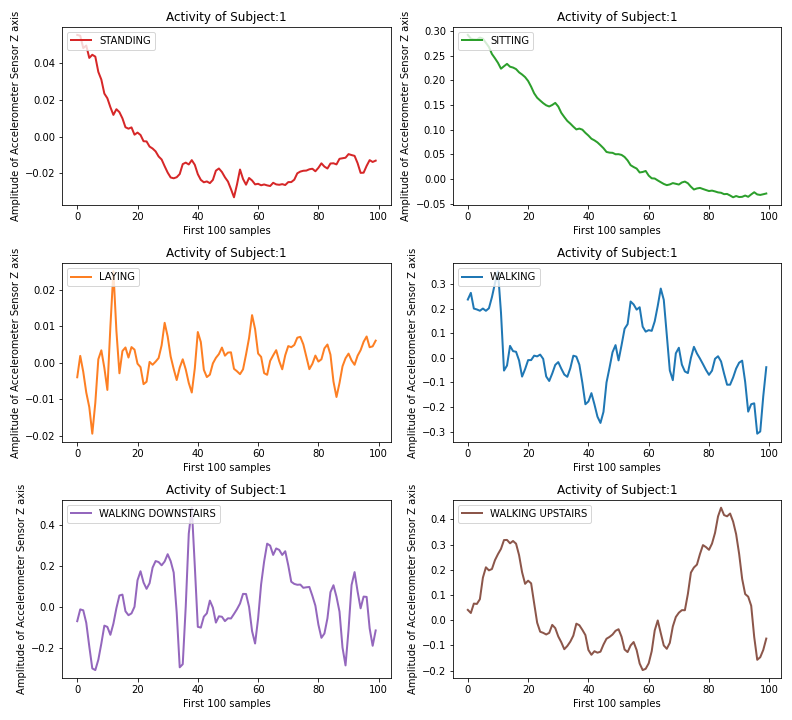 Activity of Subject:1
Amplitude of Accelerometer Sensor Z axis
STANDING
0.04
0.02
0.00
−0.02
0 20 40 60 80 100
First 100 samples
Activity of Subject:1
Amplitude of Accelerometer Sensor Z axis
SITTING
0.30
0.25
0.20
0.15
0.10
0.05
0.00
−0.05
0 20 40 60 80 100
First 100 samples
Activity of Subject:1
Amplitude of Accelerometer Sensor Z axis
LAYING
0.02
0.01
0.00
−0.01
−0.02
0 20 40 60 80 100
First 100 samples
Activity of Subject:1
Amplitude of Accelerometer Sensor Z axis
WALKING
0.3
0.2
0.1
0.0
−0.1
−0.2
−0.3
0 20 40 60 80 100
First 100 samples
Activity of Subject:1
Amplitude of Accelerometer Sensor Z axis
WALKING DOWNSTAIRS
0.4
0.2
0.0
−0.2
0 20 40 60 80 100
First 100 samples
Activity of Subject:1
Amplitude of Accelerometer Sensor Z axis
WALKING UPSTAIRS
0.4
0.3
0.2
0.1
0.0
−0.1
−0.2
0 20 40 60 80 100
First 100 samples